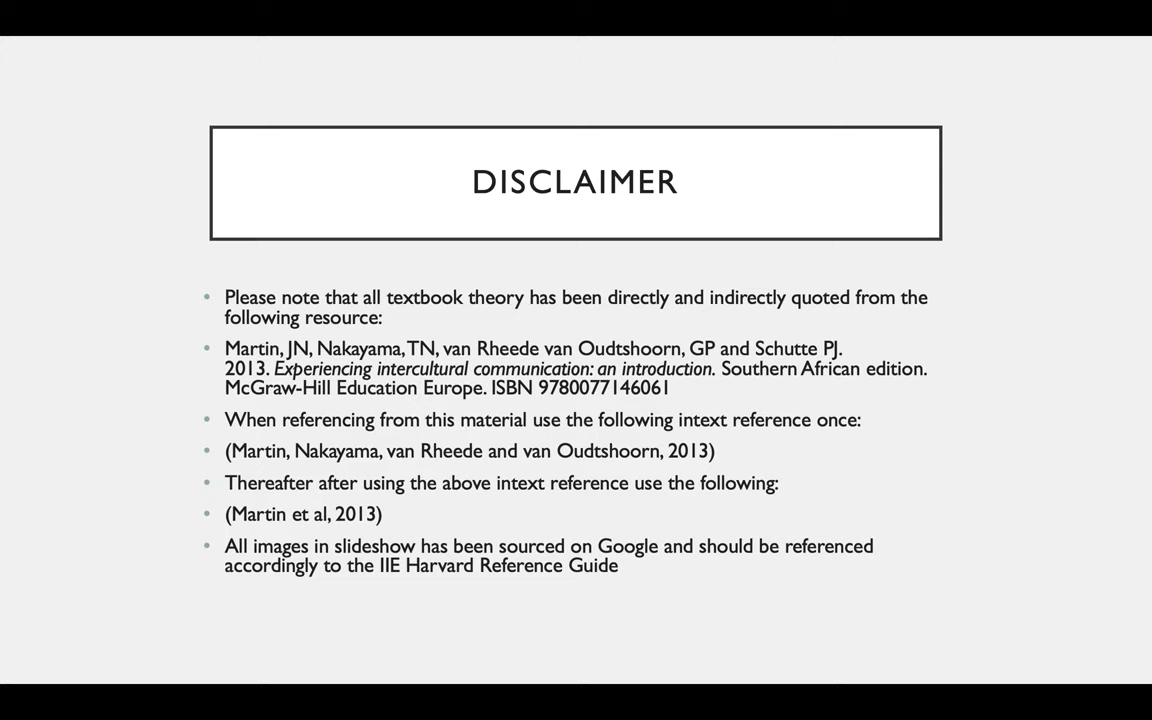 DISCLAIMER
• Please note that all textbook theory has been directly and indirectly quoted from the
following resource:
• Martin, JN, Nakayama, TN, van Rheede van Oudtshoorn, GP and Schutte PJ.
2013. Experiencing intercultural communication: an introduction. Southern African edition.
McGraw-Hill Education Europe. ISBN 9780077146061
• When referencing from this material use the following intext reference once:
• (Martin, Nakayama, van Rheede and van Oudtshoorn, 2013)
• Thereafter after using the above intext reference use the following:
• (Martin et al, 2013)
• All images in slideshow has been sourced on Google and should be referenced
accordingly to the IIE Harvard Reference Guide